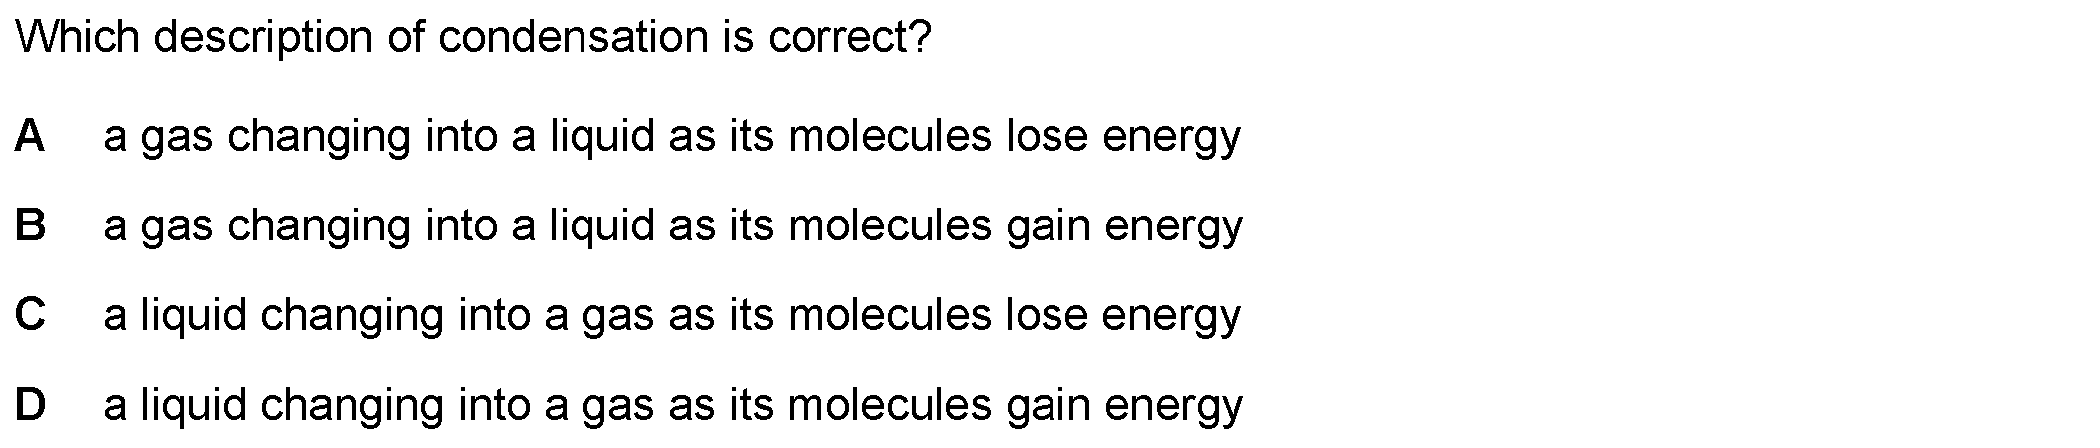 Which description of condensation is correct?
A a gas changing into a liquid as its molecules lose energy
B a gas changing into a liquid as its molecules gain energy
C a liquid changing into a gas as its molecules lose energy
D a liquid changing into a gas as its molecules gain energy